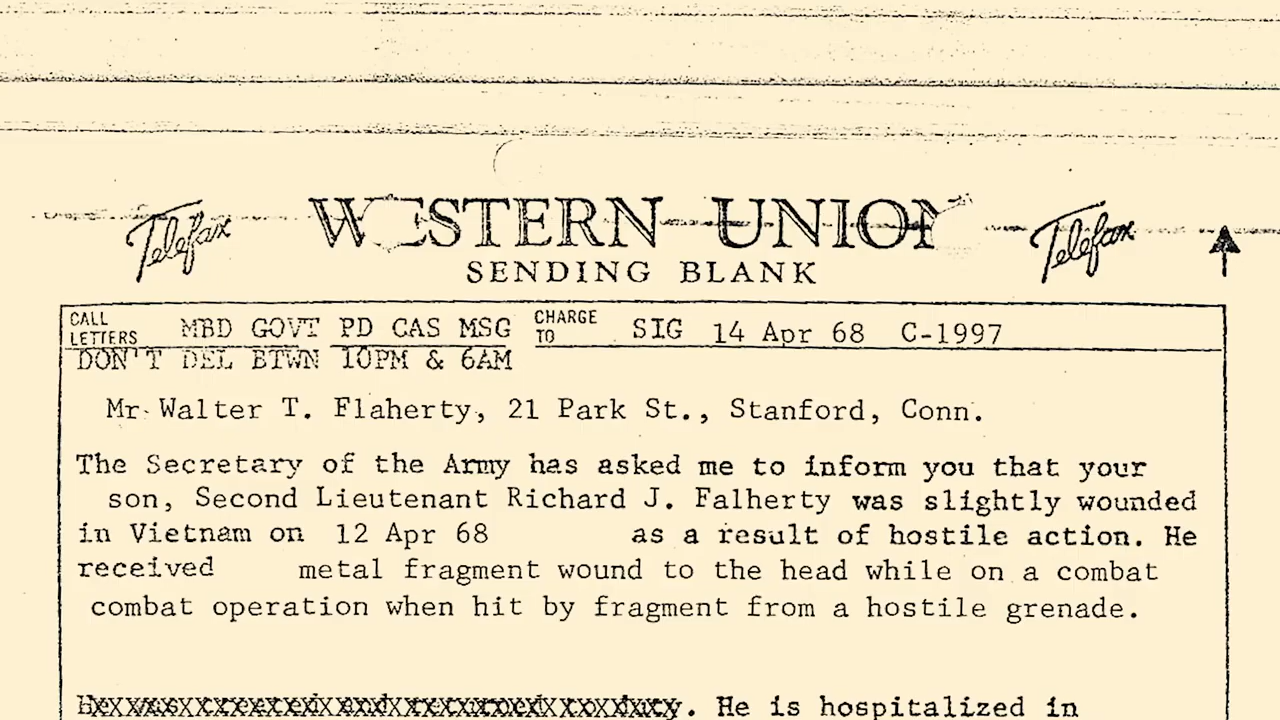 Telefax WESTERN UNION Telefax
SENDING BLANK
CALL LETTERS MBD GOVT PD CAS MSG CHARGE TO SIG 14 Apr 68 C-1997
DON'T DEL BTWN 10PM & 6AM
Mr. Walter T. Flaherty, 21 Park St., Stanford, Conn.
The Secretary of the Army has asked me to inform you that your
son, Second Lieutenant Richard J. Falherty was slightly wounded
in Vietnam on 12 Apr 68 as a result of hostile action. He
received metal fragment wound to the head while on a combat
combat operation when hit by fragment from a hostile grenade.
He is hospitalized in